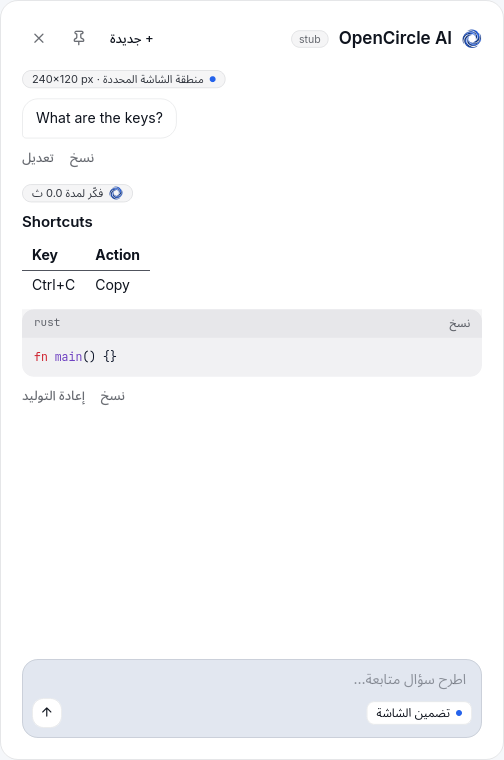 OpenCircle AI
stub
+ جديدة
منطقة الشاشة المحددة · 240×120 px
What are the keys?
نسخ تعديل
فكّر لمدة 0.0 ث
Shortcuts
Key Action
Ctrl+C Copy
rust نسخ
fn main() {}
نسخ إعادة التوليد
اطرح سؤال متابعة...
تضمين الشاشة